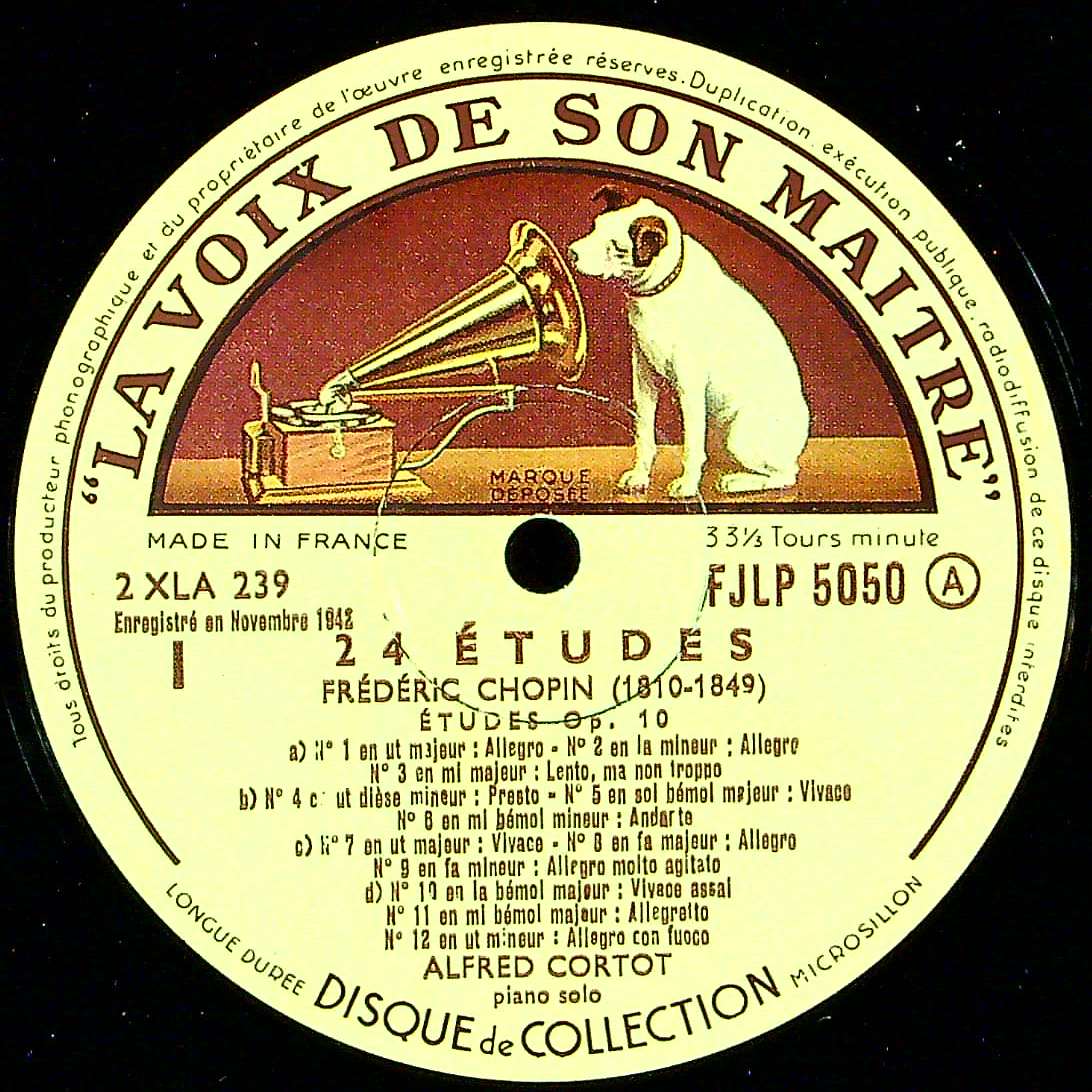 Tous droits du producteur phonographique et du propriétaire de l'œuvre enregistrée réservés. Duplication. exécution publique. radiodiffusion de ce disque interdites
"LA VOIX DE SON MAITRE"
MARQUE
DÉPOSÉE
MADE IN FRANCE
33⅓ Tours minute
2 XLA 239
FJLP 5050 A
Enregistré en Novembre 1942
I
24 ÉTUDES
FRÉDÉRIC CHOPIN (1810-1849)
ÉTUDES Op. 10
a) N° 1 en ut majeur : Allegro - N° 2 en la mineur : Allegro
N° 3 en mi majeur : Lento, ma non troppo
b) N° 4 en ut dièse mineur : Presto - N° 5 en sol bémol majeur : Vivace
N° 6 en mi bémol mineur : Andante
c) N° 7 en ut majeur : Vivace - N° 8 en fa majeur : Allegro
N° 9 en fa mineur : Allegro molto agitato
d) N° 10 en la bémol majeur : Vivace assai
N° 11 en mi bémol majeur : Allegretto
N° 12 en ut mineur : Allegro con fuoco
ALFRED CORTOT
piano solo
LONGUE DURÉE DISQUE de COLLECTION MICROSILLON